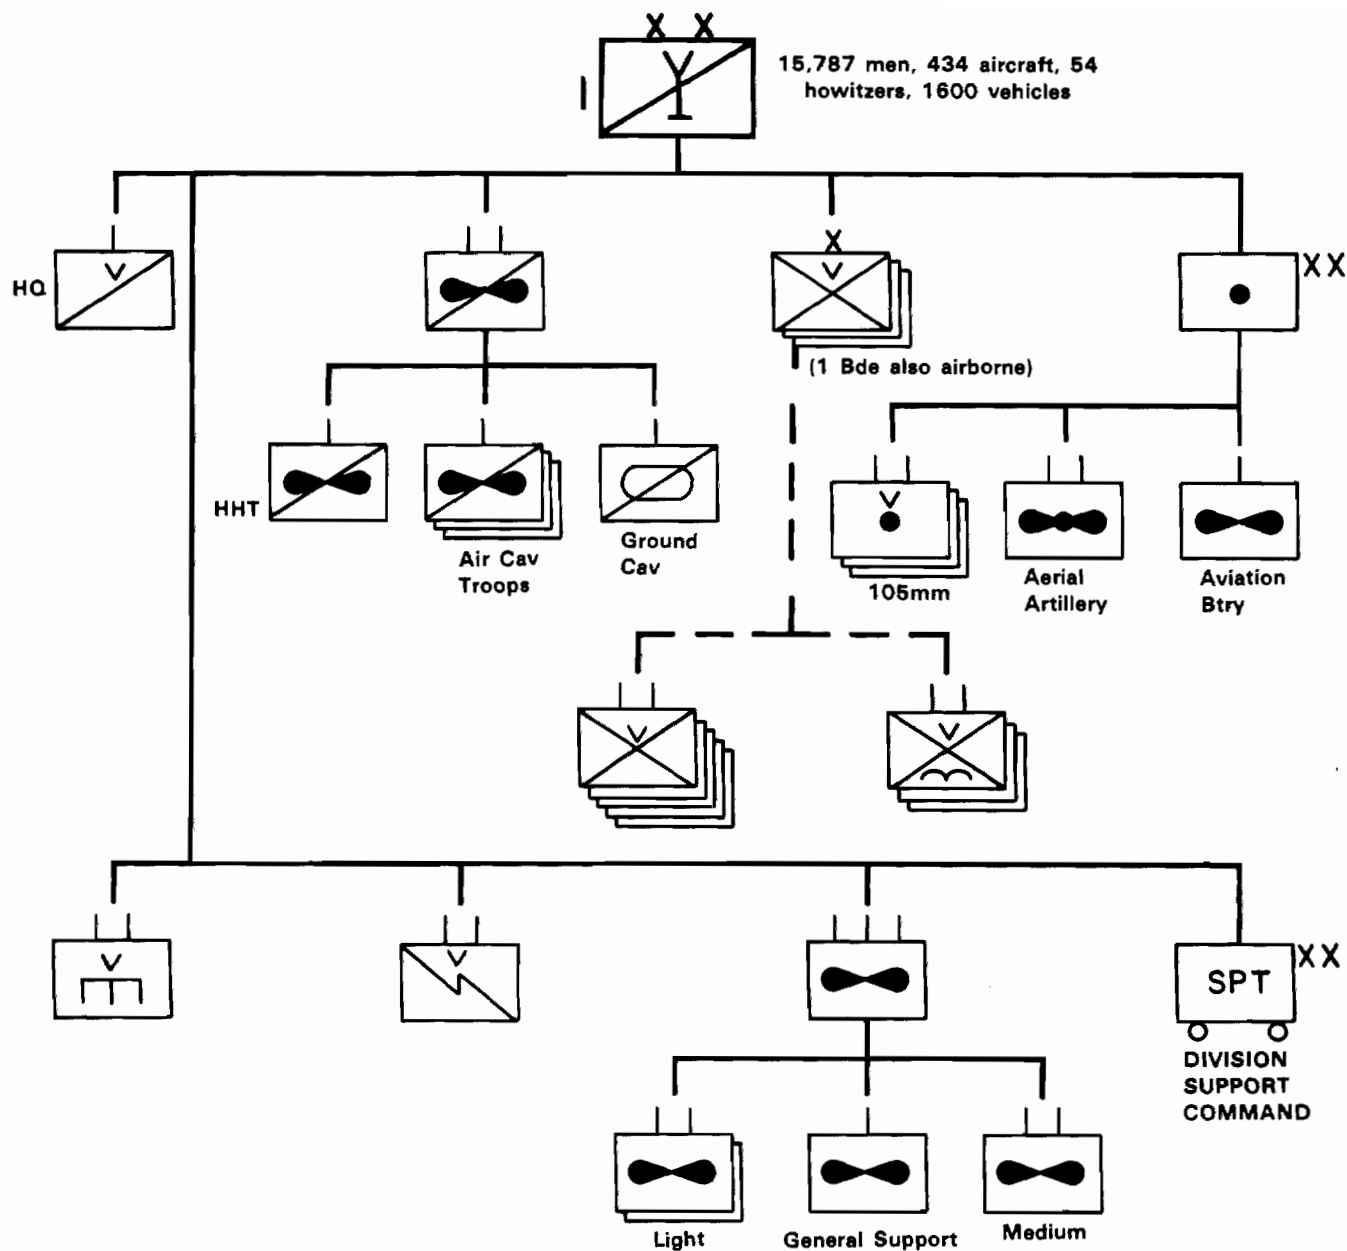 X X
15,787 men, 434 aircraft, 54
howitzers, 1600 vehicles
HQ
X
XX
(1 Bde also airborne)
HHT
Air Cav
Troops
Ground
Cav
105mm
Aerial
Artillery
Aviation
Btry
SPT
XX
DIVISION
SUPPORT
COMMAND
Light
General Support
Medium